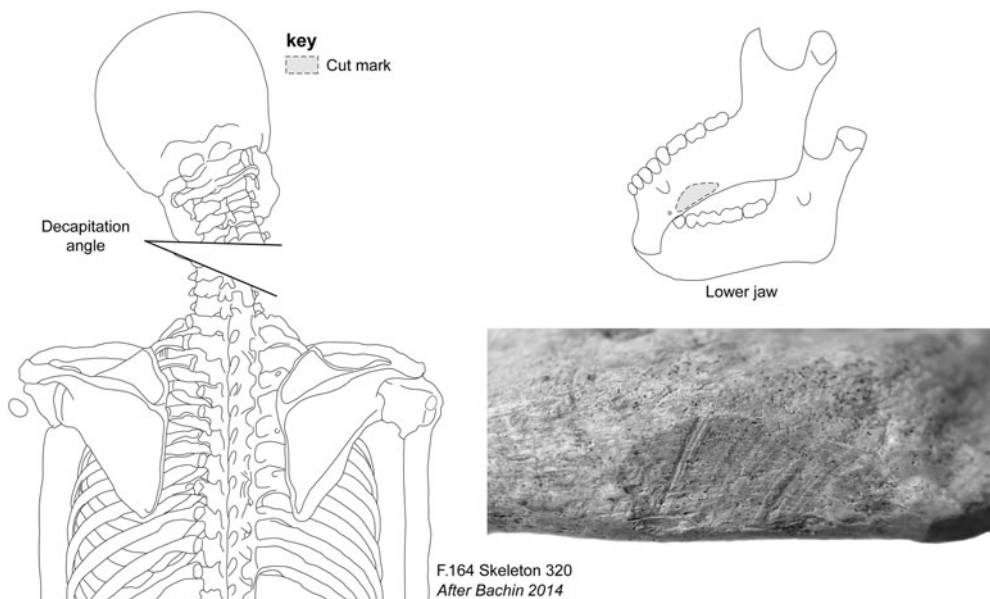 key
Cut mark
Decapitation
angle
Lower jaw
F.164 Skeleton 320
After Bachin 2014